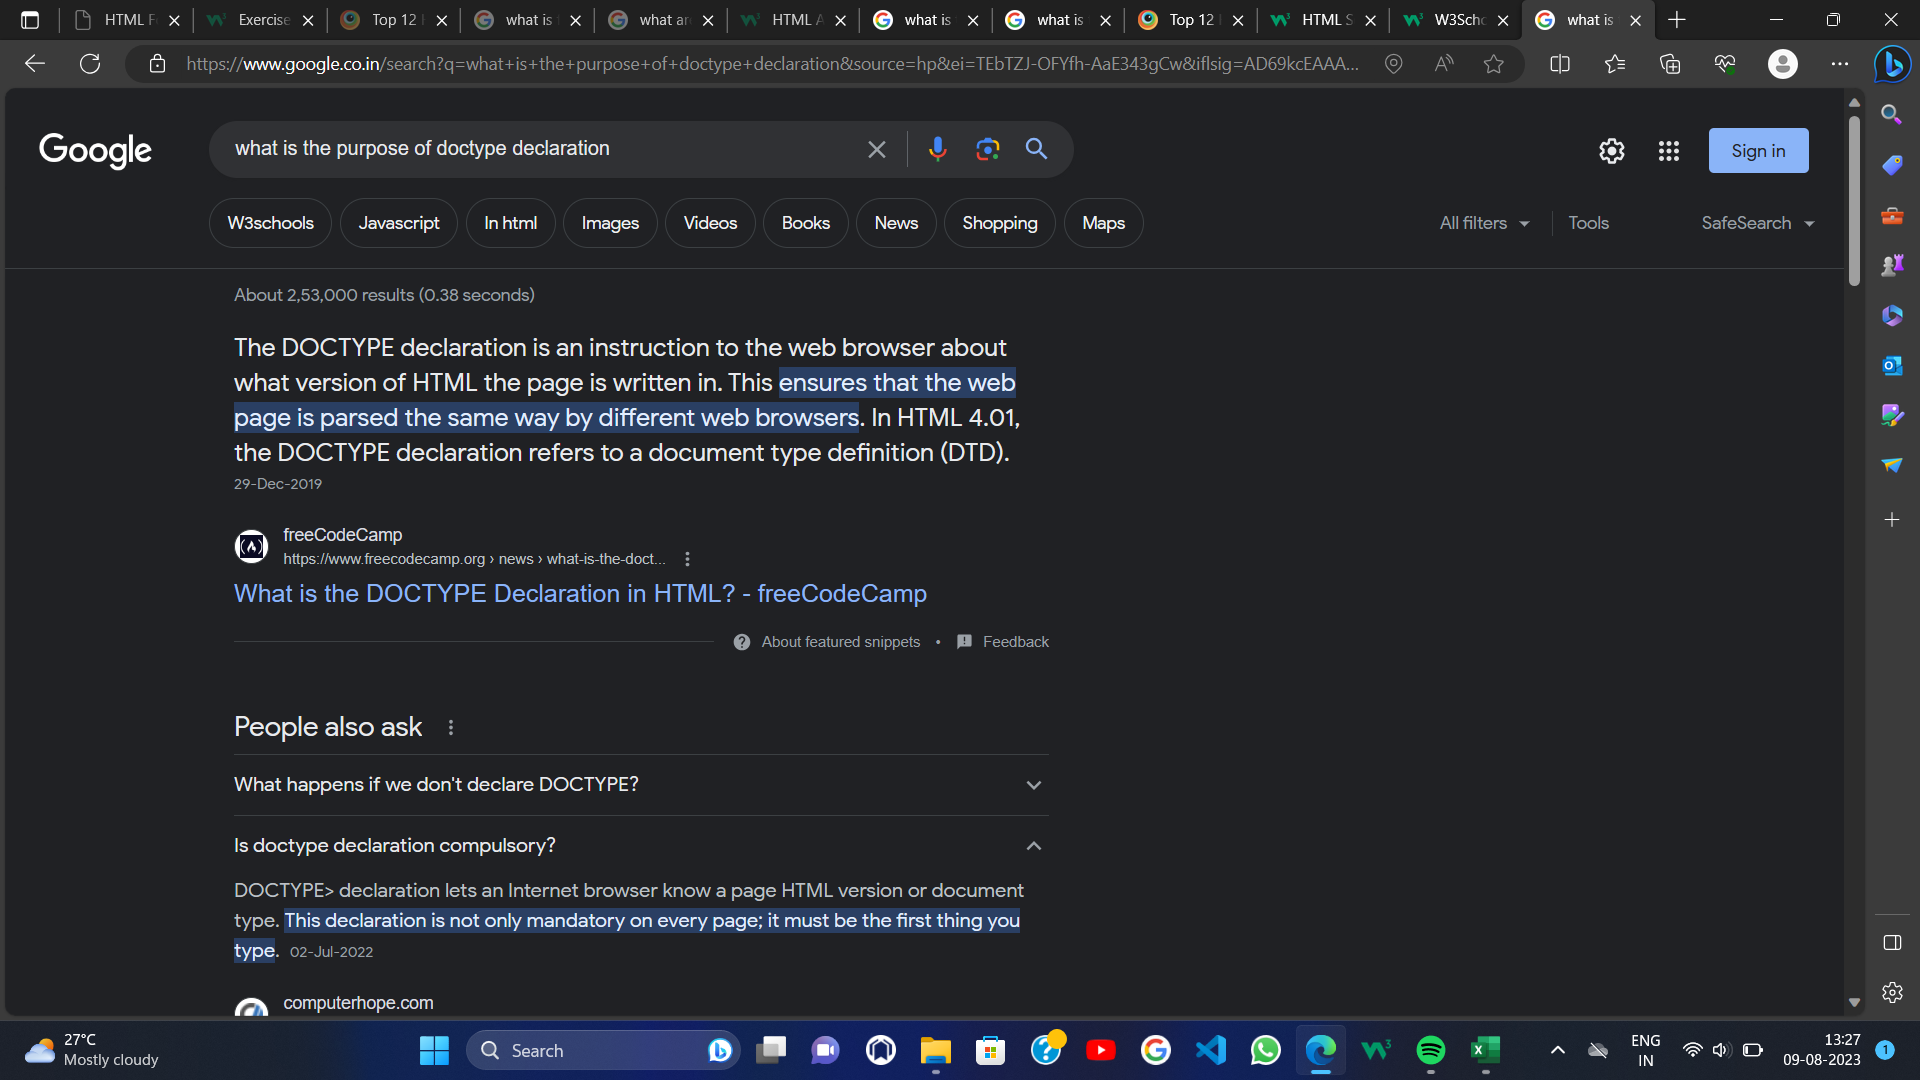 HTML F
Exercise
Top 12
what is
what are
HTML A
what is
what is
Top 12
HTML S
W3Scho
what is
https://www.google.co.in/search?q=what+is+the+purpose+of+doctype+declaration&source=hp&ei=TEbTZJ-OFYfh-AaE343gCw&iflsig=AD69kcEAAA...
Google
what is the purpose of doctype declaration
Sign in
W3schools Javascript In html Images Videos Books News Shopping Maps All filters Tools SafeSearch
About 2,53,000 results (0.38 seconds)
The DOCTYPE declaration is an instruction to the web browser about
what version of HTML the page is written in. This ensures that the web
page is parsed the same way by different web browsers. In HTML 4.01,
the DOCTYPE declaration refers to a document type definition (DTD).
29-Dec-2019
freeCodeCamp
https://www.freecodecamp.org › news › what-is-the-doct...
What is the DOCTYPE Declaration in HTML? - freeCodeCamp
About featured snippets • Feedback
People also ask
What happens if we don't declare DOCTYPE?
Is doctype declaration compulsory?
DOCTYPE> declaration lets an Internet browser know a page HTML version or document
type. This declaration is not only mandatory on every page; it must be the first thing you
type. 02-Jul-2022
computerhope.com
27°C
Mostly cloudy
Search
ENG
IN
13:27
09-08-2023
1